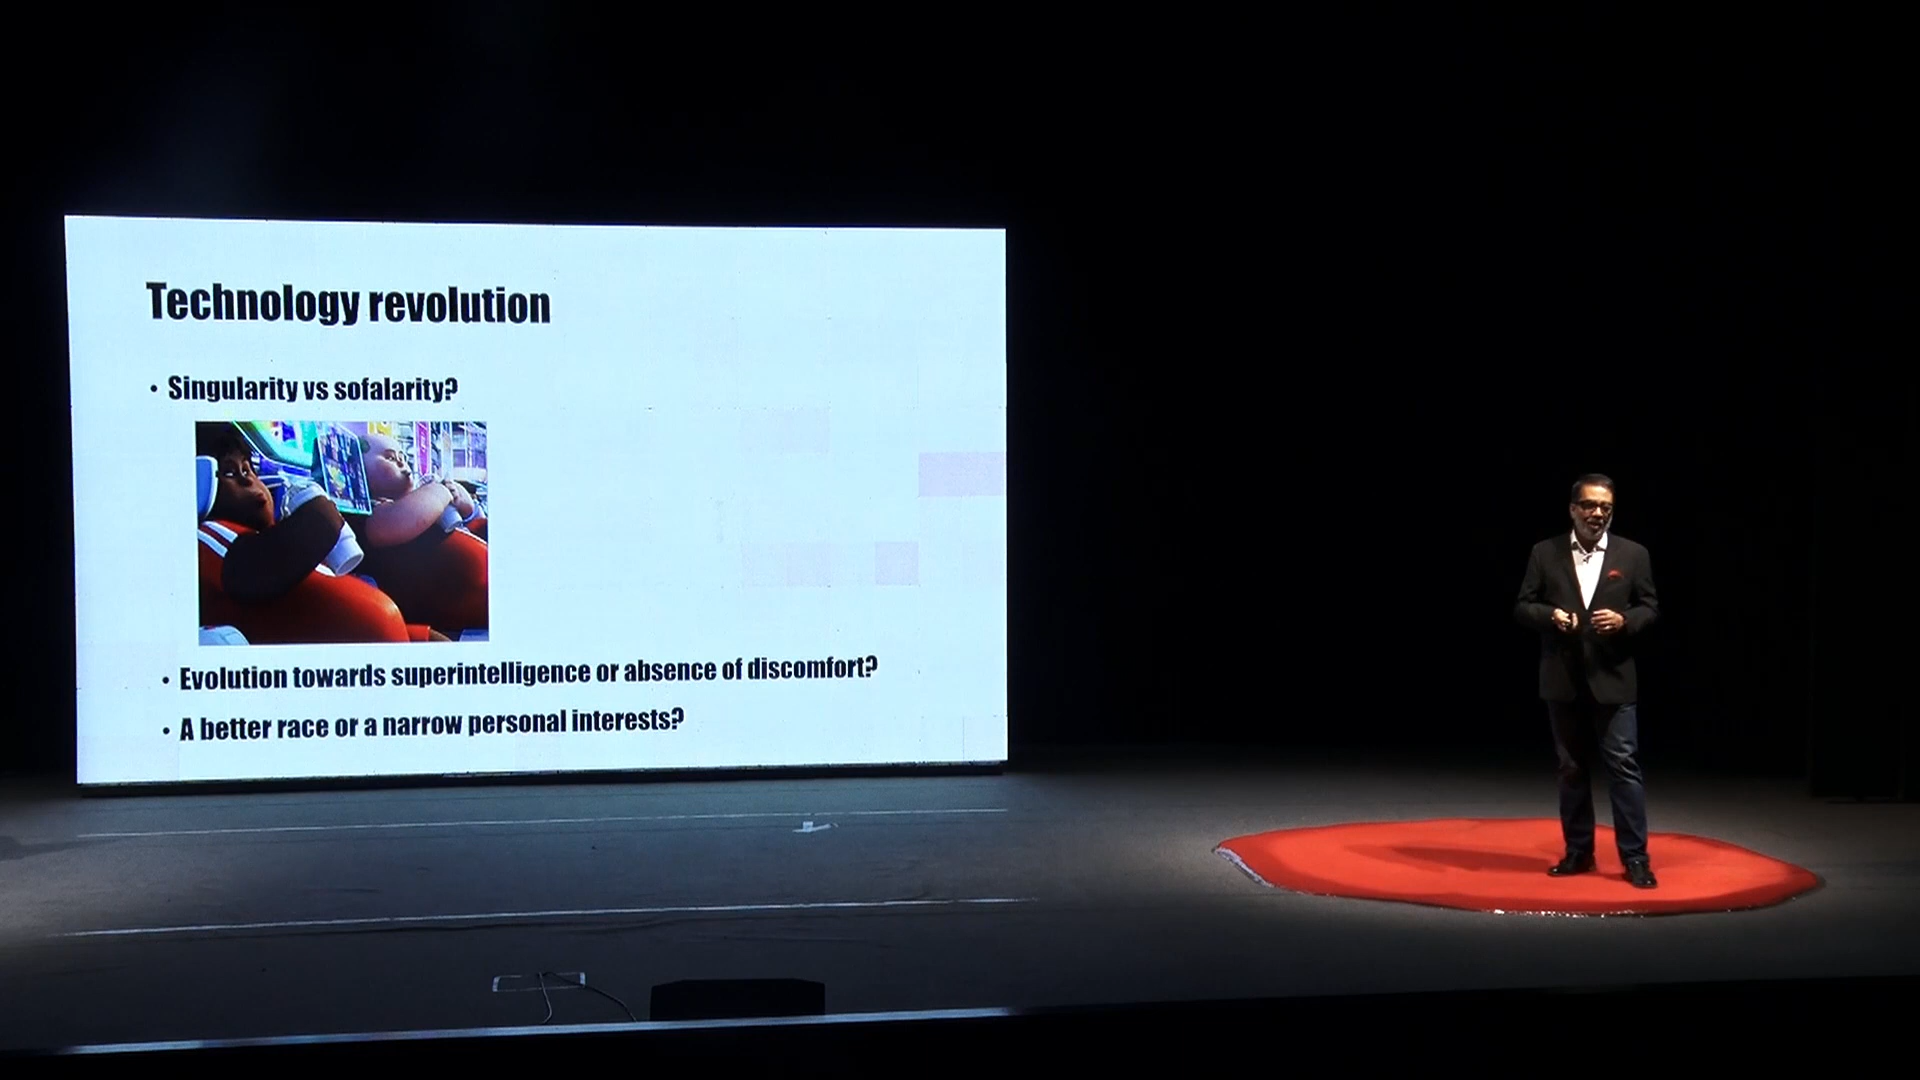 Technology revolution
• Singularity vs sofalarity?
• Evolution towards superintelligence or absence of discomfort?
• A better race or a narrow personal interests?